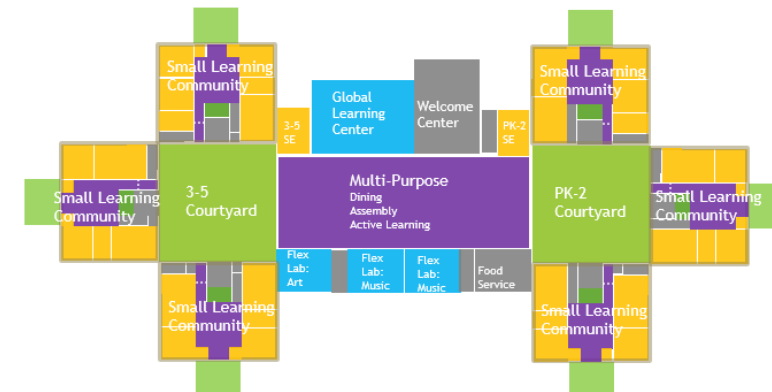 Small Learning
Community
Small Learning
Community
Global
Learning
Center
Welcome
Center
3-5
SE
PK-2
SE
Small Learning
Community
3-5
Courtyard
Multi-Purpose
Dining
Assembly
Active Learning
PK-2
Courtyard
Small Learning
Community
Flex
Lab:
Art
Flex
Lab:
Music
Flex
Lab:
Music
Food
Service
Small Learning
Community
Small Learning
Community